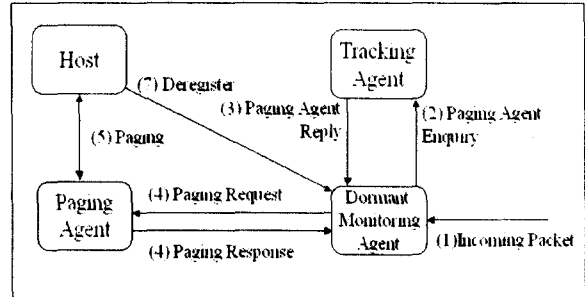 Host
Tracking
Agent
(7) Deregister
(3) Paging Agent
Reply
(2) Paging Agent
Enquiry
(5) Paging
Paging
Agent
(4) Paging Request
(4) Paging Response
Dormant
Monitoring
Agent
(1)Incoming Packet